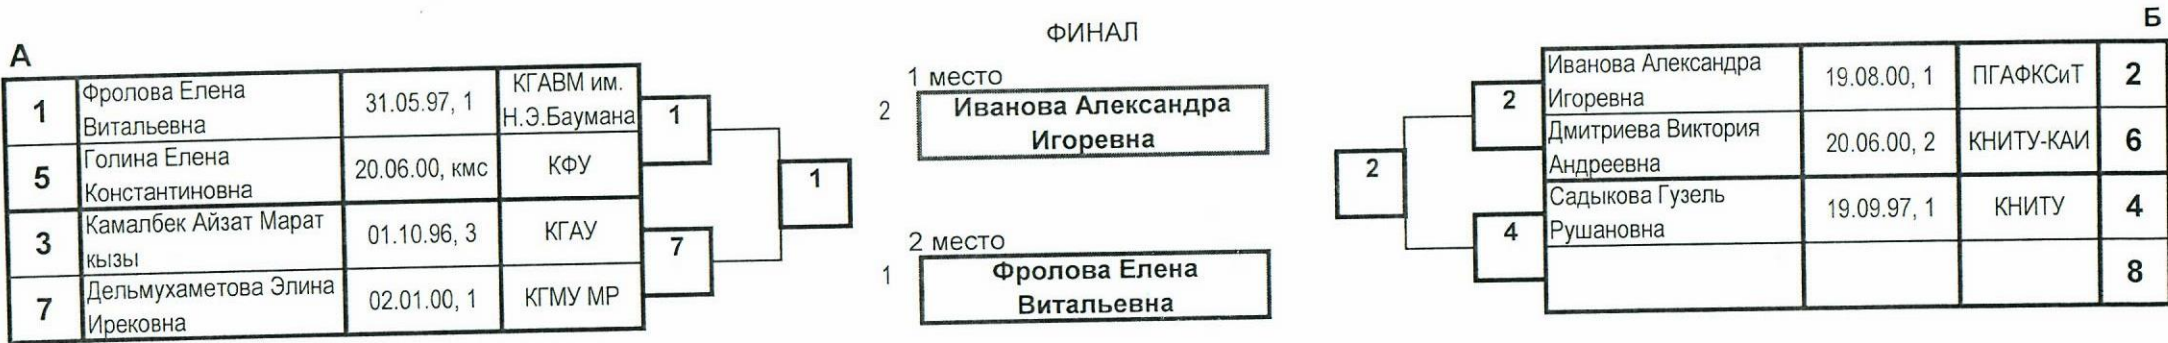 ФИНАЛ
А
1
Фролова Елена
Витальевна
31.05.97, 1
КГАВМ им.
Н.Э.Баумана
5
Голина Елена
Константиновна
20.06.00, кмс
КФУ
3
Камалбек Айзат Марат
кызы
01.10.96, 3
КГАУ
7
Дельмухаметова Элина
Ирековна
02.01.00, 1
КГМУ МР
1
7
1
1 место
2
Иванова Александра
Игоревна
2 место
1
Фролова Елена
Витальевна
Б
2
2
4
Иванова Александра
Игоревна
19.08.00, 1
ПГАФКСиТ
2
Дмитриева Виктория
Андреевна
20.06.00, 2
КНИТУ-КАИ
6
Садыкова Гузель
Рушановна
19.09.97, 1
КНИТУ
4
8